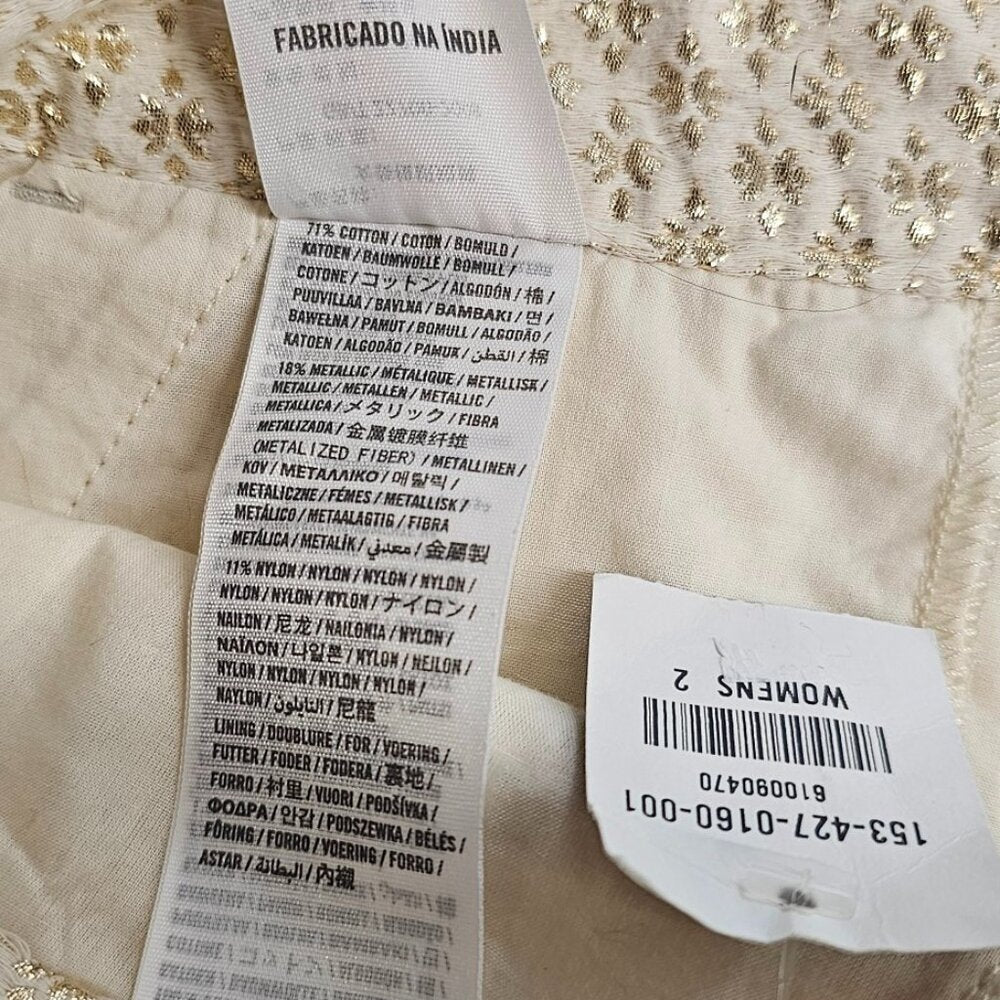 FABRICADO NA ÍNDIA
71% COTTON / COTON / BOMULD /
KATOEN / BAUMWOLLE / BOMULL /
COTONE / コットン / ALGODÓN / 棉 /
PUUVILLAA / BAVLNA / BAMBAKI / 면 /
BAWEŁNA / PAMUT / BOMULL / ALGODÃO /
KATOEN / ALGODÃO / PAMUK / القطن / 棉
18% METALLIC / MÉTALIQUE / METALLISK /
METALLIC / METALLEN / METALLIC /
METALLICA / メタリック / FIBRA
METALIZADA / 金属镀膜纤维
(METALIZED FIBER) / METALLINEN /
KOV / ΜΕΤΑΛΛΙΚΟ / 메탈릭 /
METALICZNE / FÉMES / METALLISK /
METÁLICO / METAALAGTIG / FIBRA
METÁLICA / METALİK / معدني / 金屬製
11% NYLON / NYLON / NYLON / NYLON /
NYLON / NYLON / NYLON / ナイロン /
NAILON / 尼龙 / NAILONIA / NYLON /
ΝΑΪΛΟΝ / 나일론 / NYLON / NEJLON /
NYLON / NYLON / NYLON / NYLON /
NAYLON / النايلون / 尼龍
LINING / DOUBLURE / FOR / VOERING /
FUTTER / FODER / FODERA / 裏地 /
FORRO / 衬里 / VUORI / PODŠÍVKA /
ΦΟΔΡΑ / 안감 / PODSZEWKA / BÉLÉS /
FÔRING / FORRO / VOERING / FORRO /
ASTAR / البطانة / 內襯
153-427-0160-001
610090470
WOMENS 2